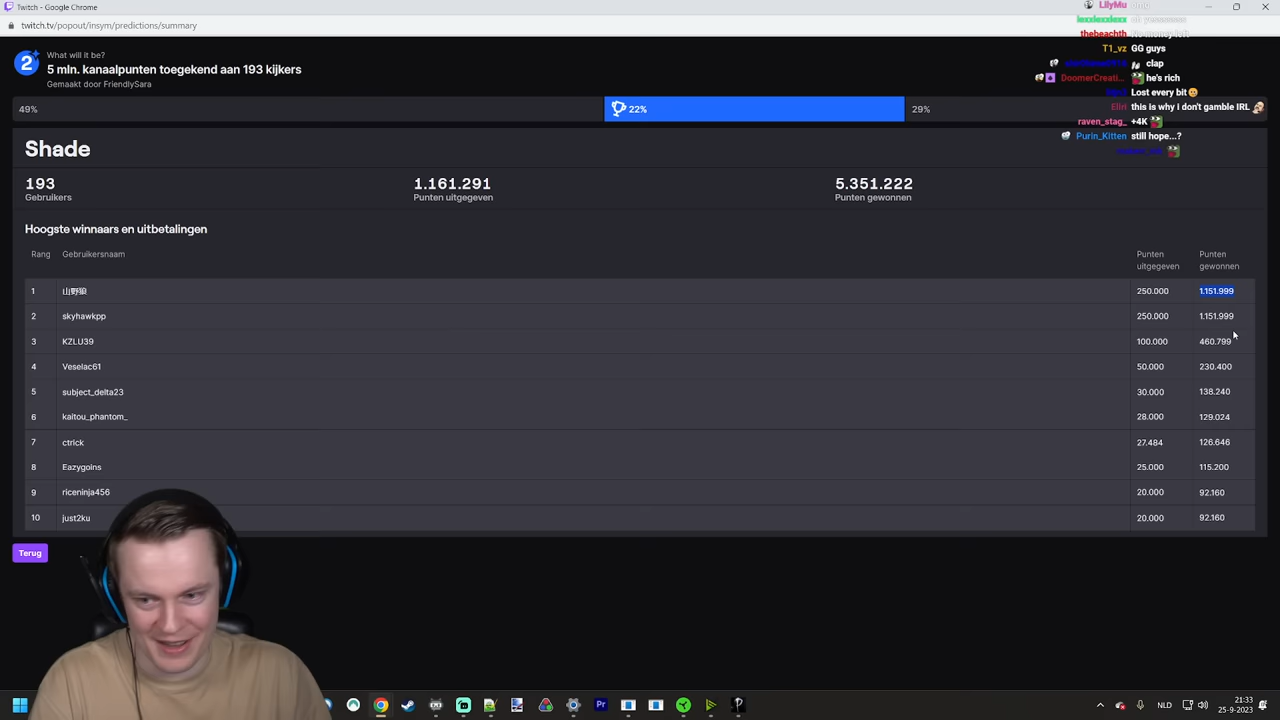 Twitch - Google Chrome
twitch.tv/popout/insym/predictions/summary
What will it be?
5 mln. kanaalpunten toegekend aan 193 kijkers
Gemaakt door FriendlySara
49%
22%
29%
LilyMu
thebeachth
T1_vz GG guys
clap
DoomerCreati... he's rich
Lost every bit
Eliri this is why i don't gamble IRL
raven_stag_ +4K
Purin_Kitten still hope...?
Shade
193 1.161.291 5.351.222
Gebruikers Punten uitgegeven Punten gewonnen
Hoogste winnaars en uitbetalingen
Rang Gebruikersnaam Punten uitgegeven Punten gewonnen
1 山野狼 250.000 1.151.999
2 skyhawkpp 250.000 1.151.999
3 KZLU39 100.000 460.799
4 Veselac61 50.000 230.400
5 subject_delta23 30.000 138.240
6 kaitou_phantom_ 28.000 129.024
7 ctrick 27.484 126.646
8 Eazygoins 25.000 115.200
9 riceninja456 20.000 92.160
10 just2ku 20.000 92.160
Terug
NLD
21:33
25-9-2023